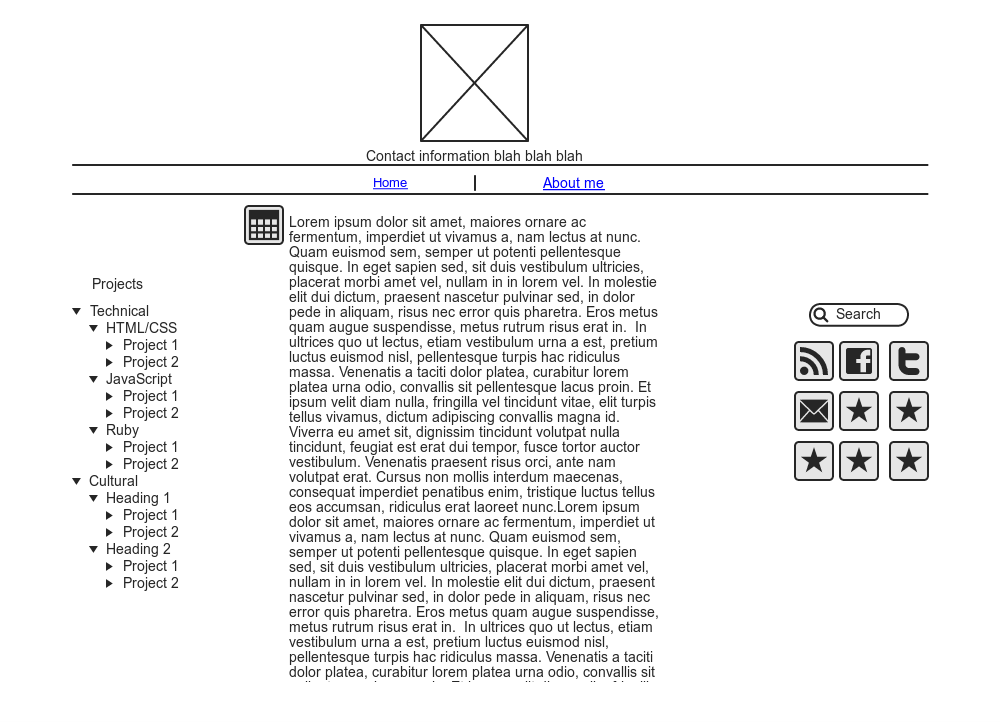 Contact information blah blah blah
Home
About me
Projects
Technical
HTML/CSS
Project 1
Project 2
JavaScript
Project 1
Project 2
Ruby
Project 1
Project 2
Cultural
Heading 1
Project 1
Project 2
Heading 2
Project 1
Project 2
Lorem ipsum dolor sit amet, maiores ornare ac
fermentum, imperdiet ut vivamus a, nam lectus at nunc.
Quam euismod sem, semper ut potenti pellentesque
quisque. In eget sapien sed, sit duis vestibulum ultricies,
placerat morbi amet vel, nullam in in lorem vel. In molestie
elit dui dictum, praesent nascetur pulvinar sed, in dolor
pede in aliquam, risus nec error quis pharetra. Eros metus
quam augue suspendisse, metus rutrum risus erat in.  In
ultrices quo ut lectus, etiam vestibulum urna a est, pretium
luctus euismod nisl, pellentesque turpis hac ridiculus
massa. Venenatis a taciti dolor platea, curabitur lorem
platea urna odio, convallis sit pellentesque lacus proin. Et
ipsum velit diam nulla, fringilla vel tincidunt vitae, elit turpis
tellus vivamus, dictum adipiscing convallis magna id.
Viverra eu amet sit, dignissim tincidunt volutpat nulla
tincidunt, feugiat est erat dui tempor, fusce tortor auctor
vestibulum. Venenatis praesent risus orci, ante nam
volutpat erat. Cursus non mollis interdum maecenas,
consequat imperdiet penatibus enim, tristique luctus tellus
eos accumsan, ridiculus erat laoreet nunc.Lorem ipsum
dolor sit amet, maiores ornare ac fermentum, imperdiet ut
vivamus a, nam lectus at nunc. Quam euismod sem,
semper ut potenti pellentesque quisque. In eget sapien
sed, sit duis vestibulum ultricies, placerat morbi amet vel,
nullam in in lorem vel. In molestie elit dui dictum, praesent
nascetur pulvinar sed, in dolor pede in aliquam, risus nec
error quis pharetra. Eros metus quam augue suspendisse,
metus rutrum risus erat in.  In ultrices quo ut lectus, etiam
vestibulum urna a est, pretium luctus euismod nisl,
pellentesque turpis hac ridiculus massa. Venenatis a taciti
dolor platea, curabitur lorem platea urna odio, convallis sit
Search